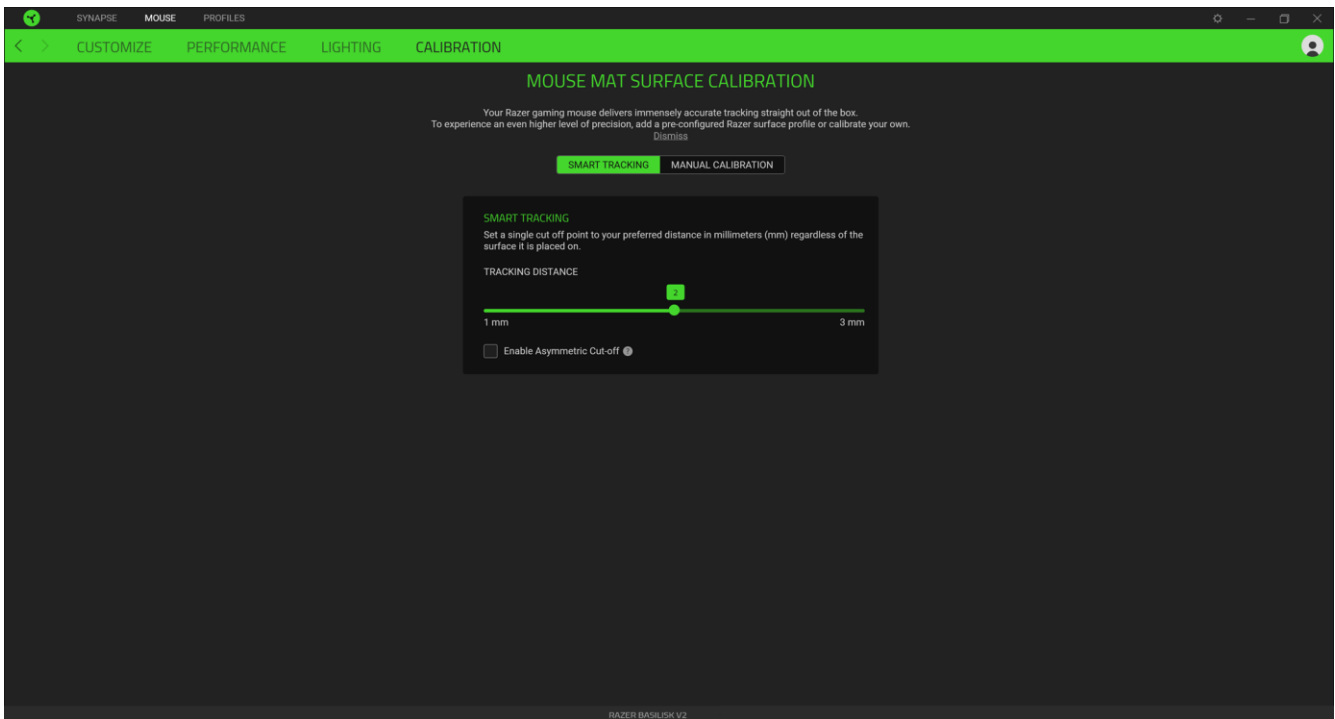 SYNAPSE MOUSE PROFILES
CUSTOMIZE PERFORMANCE LIGHTING CALIBRATION
MOUSE MAT SURFACE CALIBRATION
Your Razer gaming mouse delivers immensely accurate tracking straight out of the box.
To experience an even higher level of precision, add a pre-configured Razer surface profile or calibrate your own.
Dismiss
SMART TRACKING MANUAL CALIBRATION
SMART TRACKING
Set a single cut off point to your preferred distance in millimeters (mm) regardless of the
surface it is placed on.
TRACKING DISTANCE
2
1 mm 3 mm
Enable Asymmetric Cut-off ?
RAZER BASILISK V2